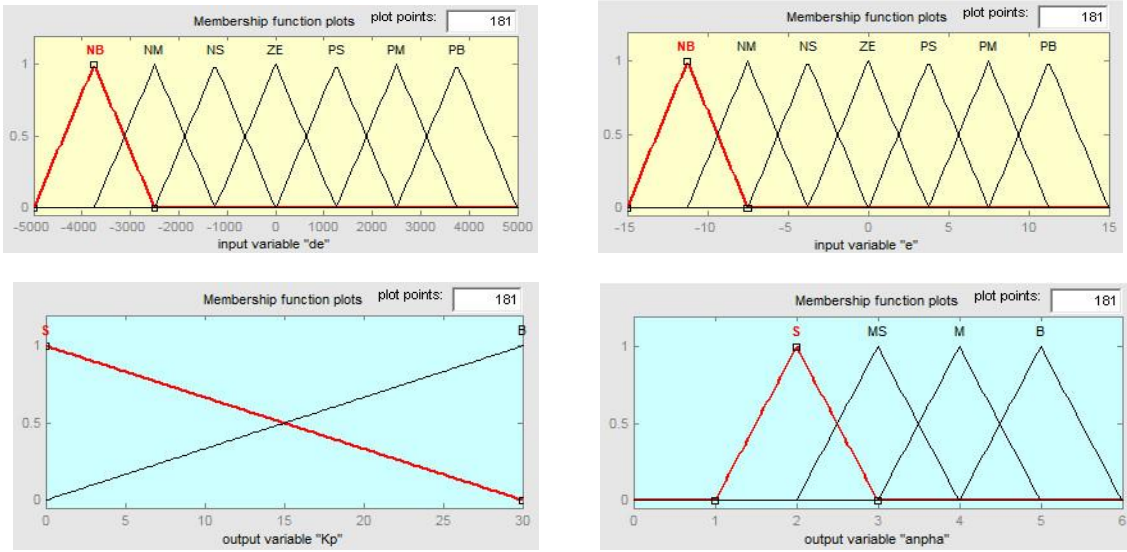 Membership function plots plot points: 181
NB NM NS ZE PS PM PB
1
0.5
0
-5000 -4000 -3000 -2000 -1000 0 1000 2000 3000 4000 5000
input variable "de"
Membership function plots plot points: 181
NB NM NS ZE PS PM PB
1
0.5
0
-15 -10 -5 0 5 10 15
input variable "e"
Membership function plots plot points: 181
S B
1
0.5
0
0 5 10 15 20 25 30
output variable "Kp"
Membership function plots plot points: 181
S MS M B
1
0.5
0
0 1 2 3 4 5 6
output variable "anpha"